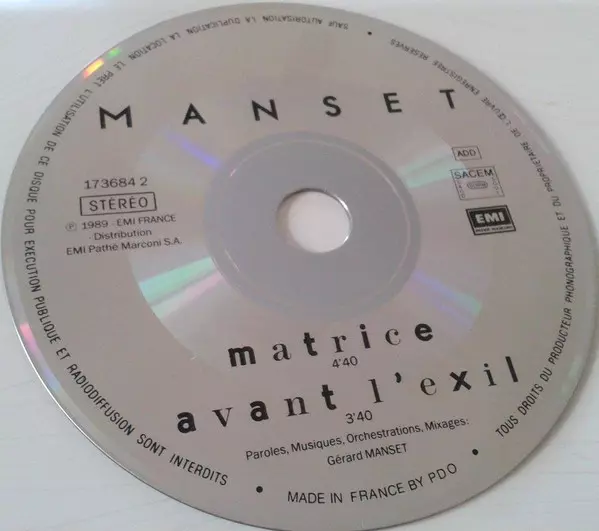 MANSET
173684 2
STÉRÉO
℗ 1989 - EMI FRANCE
- Distribution
EMI Pathé Marconi S.A.
ADD
SACEM
EMI
matrice
4'40
avant l'exil
3'40
Paroles, Musiques, Orchestrations, Mixages:
Gérard MANSET
TOUS DROITS DU PRODUCTEUR PHONOGRAPHIQUE ET DU PROPRIETAIRE DE L'ŒUVRE ENREGISTREE RESERVES • SAUF AUTORISATION LA DUPLICATION LA LOCATION, LE PRET L'UTILISATION DE CE DISQUE POUR EXECUTION PUBLIQUE ET RADIODIFFUSION SONT INTERDITS •
MADE IN FRANCE BY PDO •